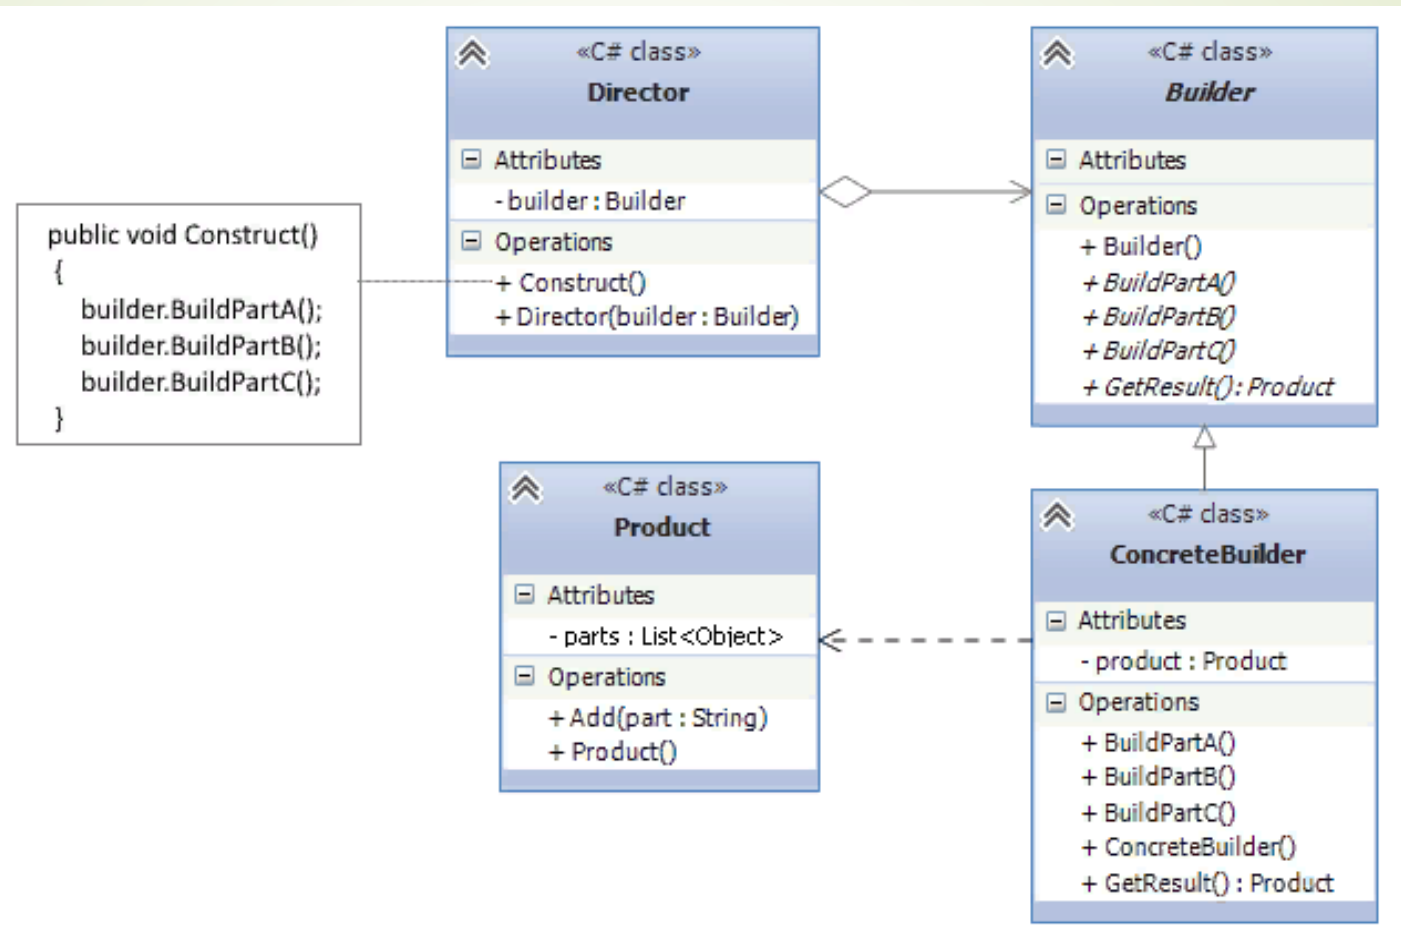 «C# class»
Director
Attributes
- builder : Builder
Operations
+ Construct()
+ Director(builder : Builder)
«C# class»
Builder
Attributes
Operations
+ Builder()
+ BuildPartA()
+ BuildPartB()
+ BuildPartC()
+ GetResult() : Product
public void Construct()
{
builder.BuildPartA();
builder.BuildPartB();
builder.BuildPartC();
}
«C# class»
Product
Attributes
- parts : List<Object>
Operations
+ Add(part : String)
+ Product()
«C# class»
ConcreteBuilder
Attributes
- product : Product
Operations
+ BuildPartA()
+ BuildPartB()
+ BuildPartC()
+ ConcreteBuilder()
+ GetResult() : Product